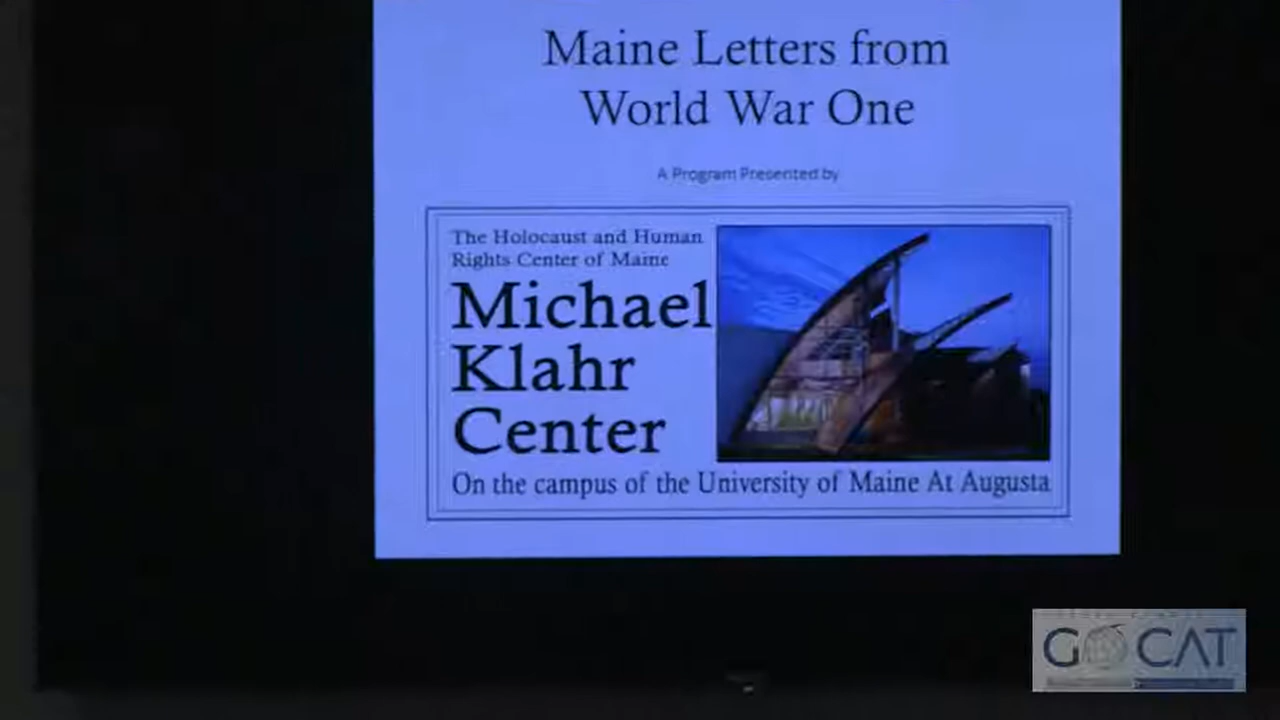 Maine Letters from
World War One
A Program Presented by
The Holocaust and Human
Rights Center of Maine
Michael
Klahr
Center
On the campus of the University of Maine At Augusta
GOCAT